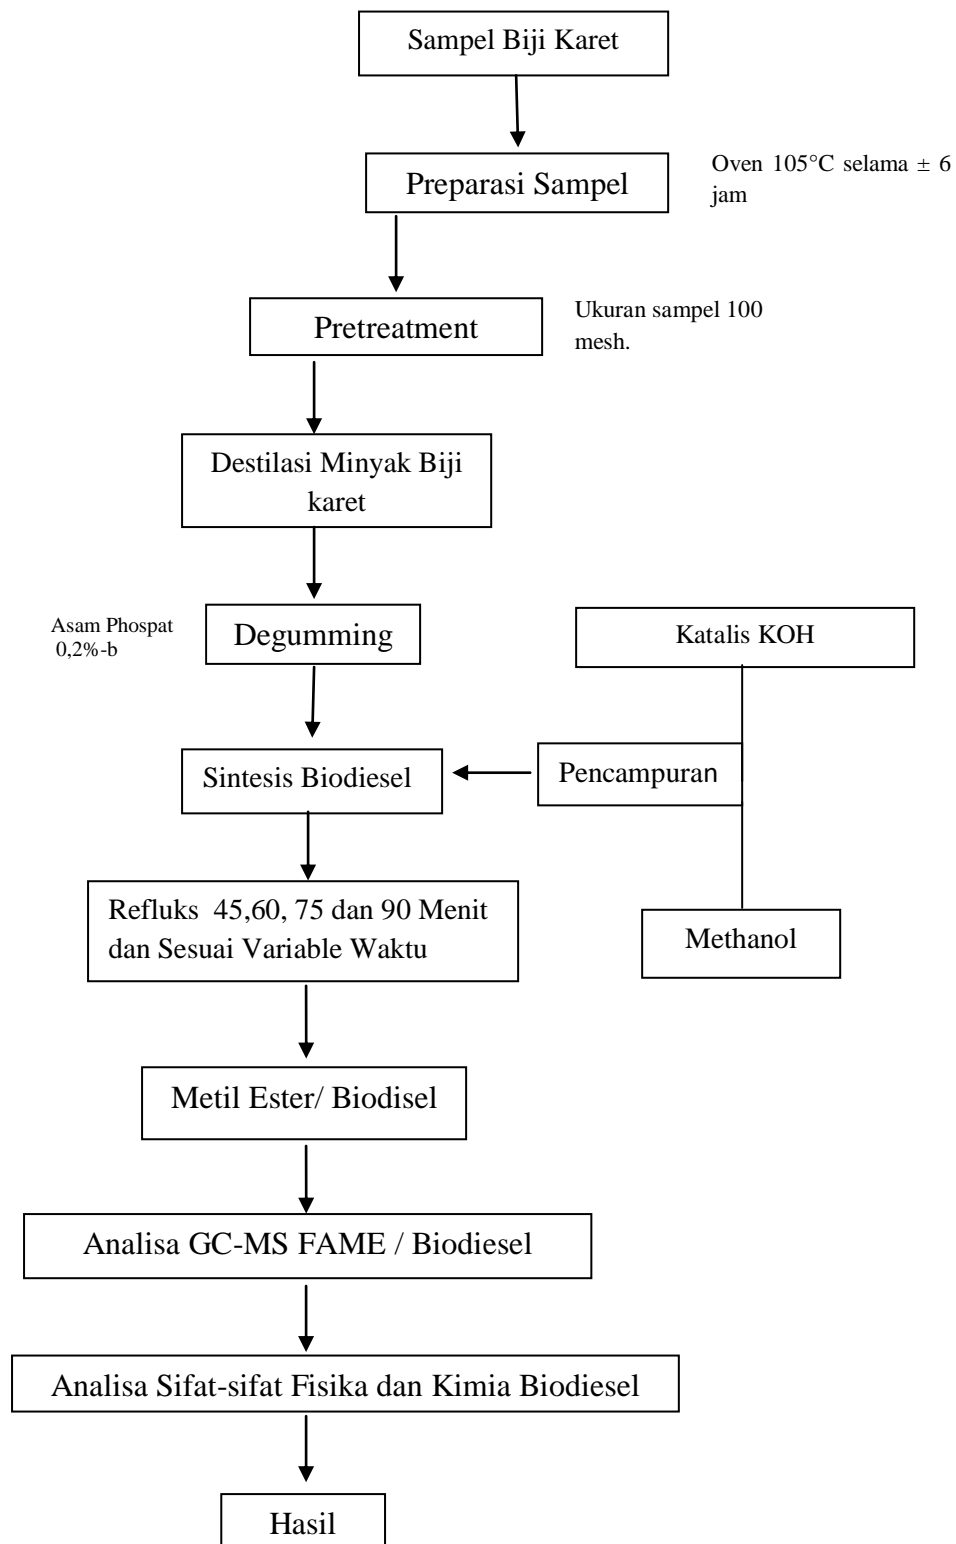 Sampel Biji Karet
Preparasi Sampel
Oven 105°C selama ± 6
jam
Pretreatment
Ukuran sampel 100
mesh.
Destilasi Minyak Biji
karet
Asam Phospat
0,2%-b
Degumming
Katalis KOH
Sintesis Biodiesel
Pencampuran
Refluks 45,60, 75 dan 90 Menit
dan Sesuai Variable Waktu
Methanol
Metil Ester/ Biodisel
Analisa GC-MS FAME / Biodiesel
Analisa Sifat-sifat Fisika dan Kimia Biodiesel
Hasil